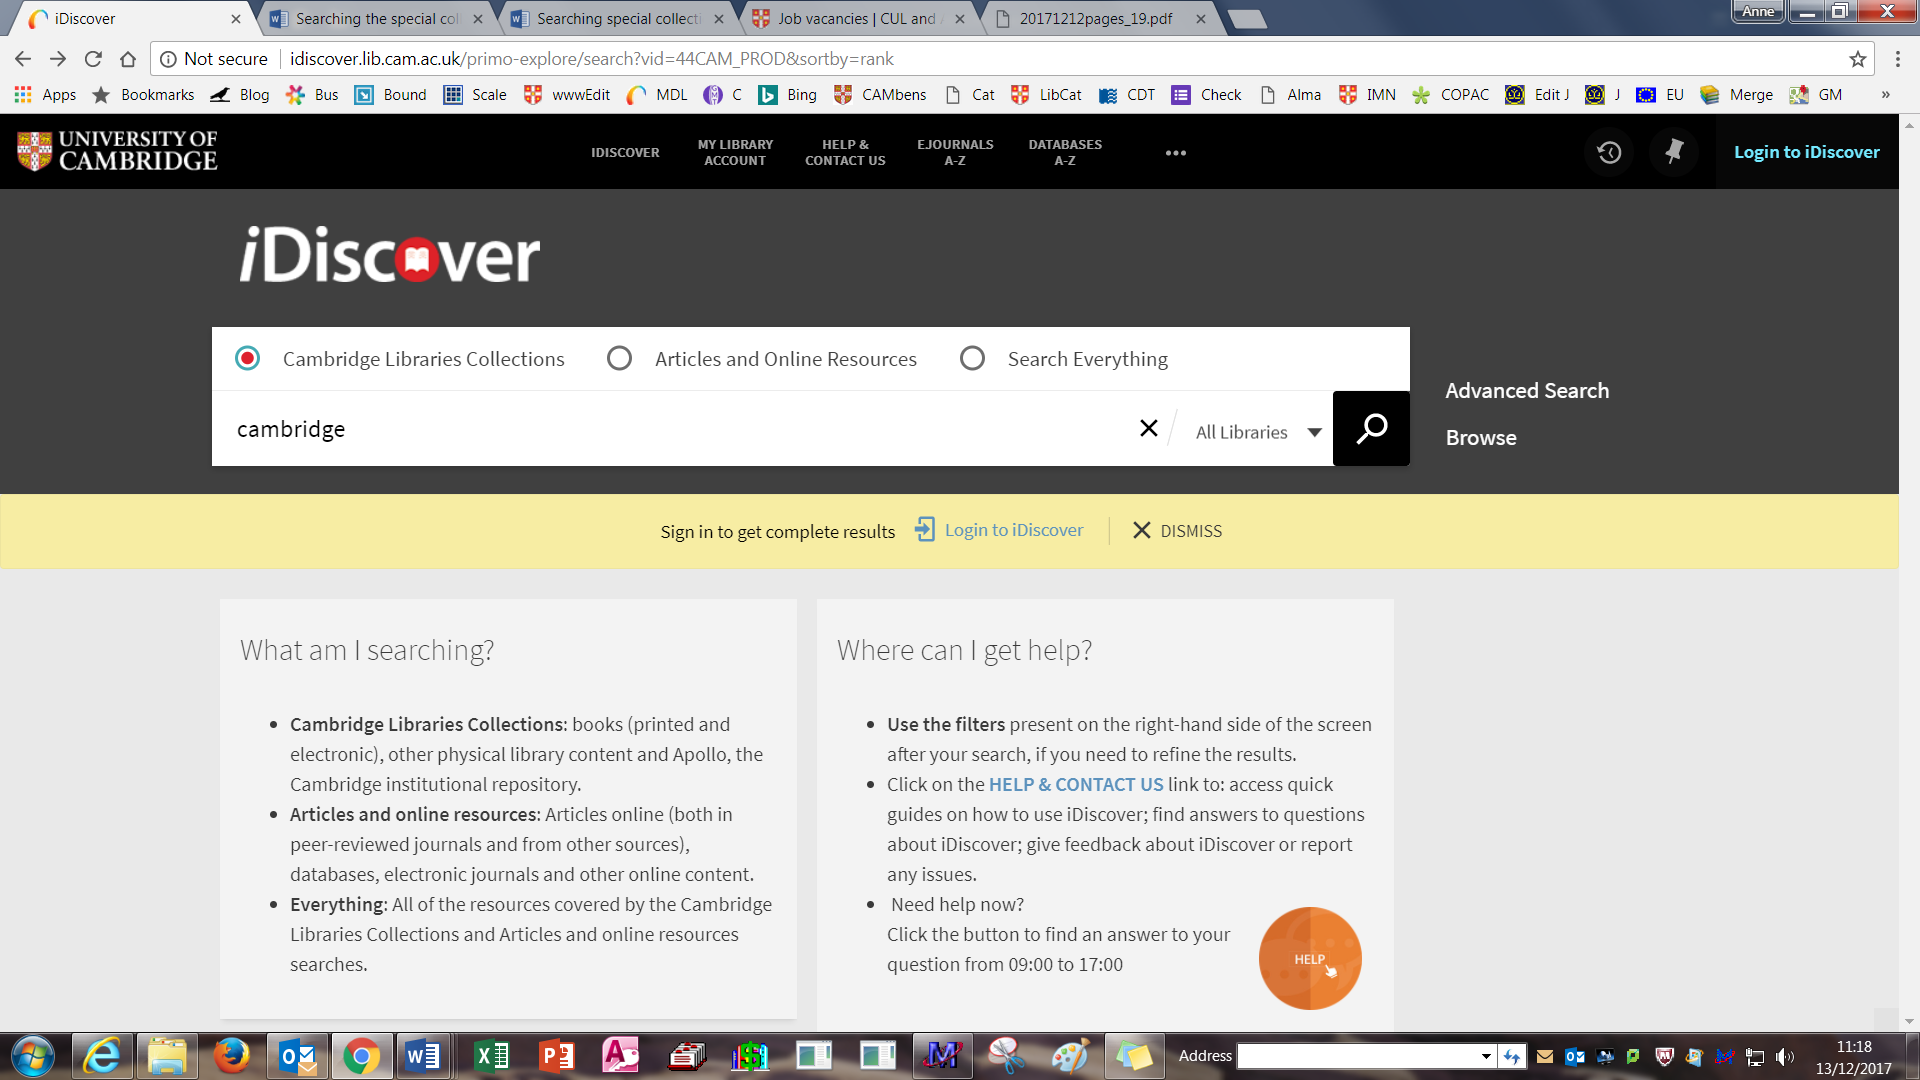 iDiscover
Searching the special col
Searching special collecti
Job vacancies | CUL and
20171212pages_19.pdf
Anne
Not secure
idiscover.lib.cam.ac.uk/primo-explore/search?vid=44CAM_PROD&sortby=rank
Apps Bookmarks Blog Bus Bound Scale wwwEdit MDL C Bing CAMbens Cat LibCat CDT Check Alma IMN COPAC Edit J J EU Merge GM »
UNIVERSITY OF
CAMBRIDGE
IDISCOVER
MY LIBRARY
ACCOUNT
HELP &
CONTACT US
EJOURNALS
A-Z
DATABASES
A-Z
Login to iDiscover
iDiscover
Cambridge Libraries Collections
Articles and Online Resources
Search Everything
cambridge
All Libraries
Advanced Search
Browse
Sign in to get complete results
Login to iDiscover
DISMISS
What am I searching?
• Cambridge Libraries Collections: books (printed and
electronic), other physical library content and Apollo, the
Cambridge institutional repository.
• Articles and online resources: Articles online (both in
peer-reviewed journals and from other sources),
databases, electronic journals and other online content.
• Everything: All of the resources covered by the Cambridge
Libraries Collections and Articles and online resources
searches.
Where can I get help?
• Use the filters present on the right-hand side of the screen
after your search, if you need to refine the results.
• Click on the HELP & CONTACT US link to: access quick
guides on how to use iDiscover; find answers to questions
about iDiscover; give feedback about iDiscover or report
any issues.
• Need help now?
Click the button to find an answer to your
question from 09:00 to 17:00
HELP
Address
11:18
13/12/2017